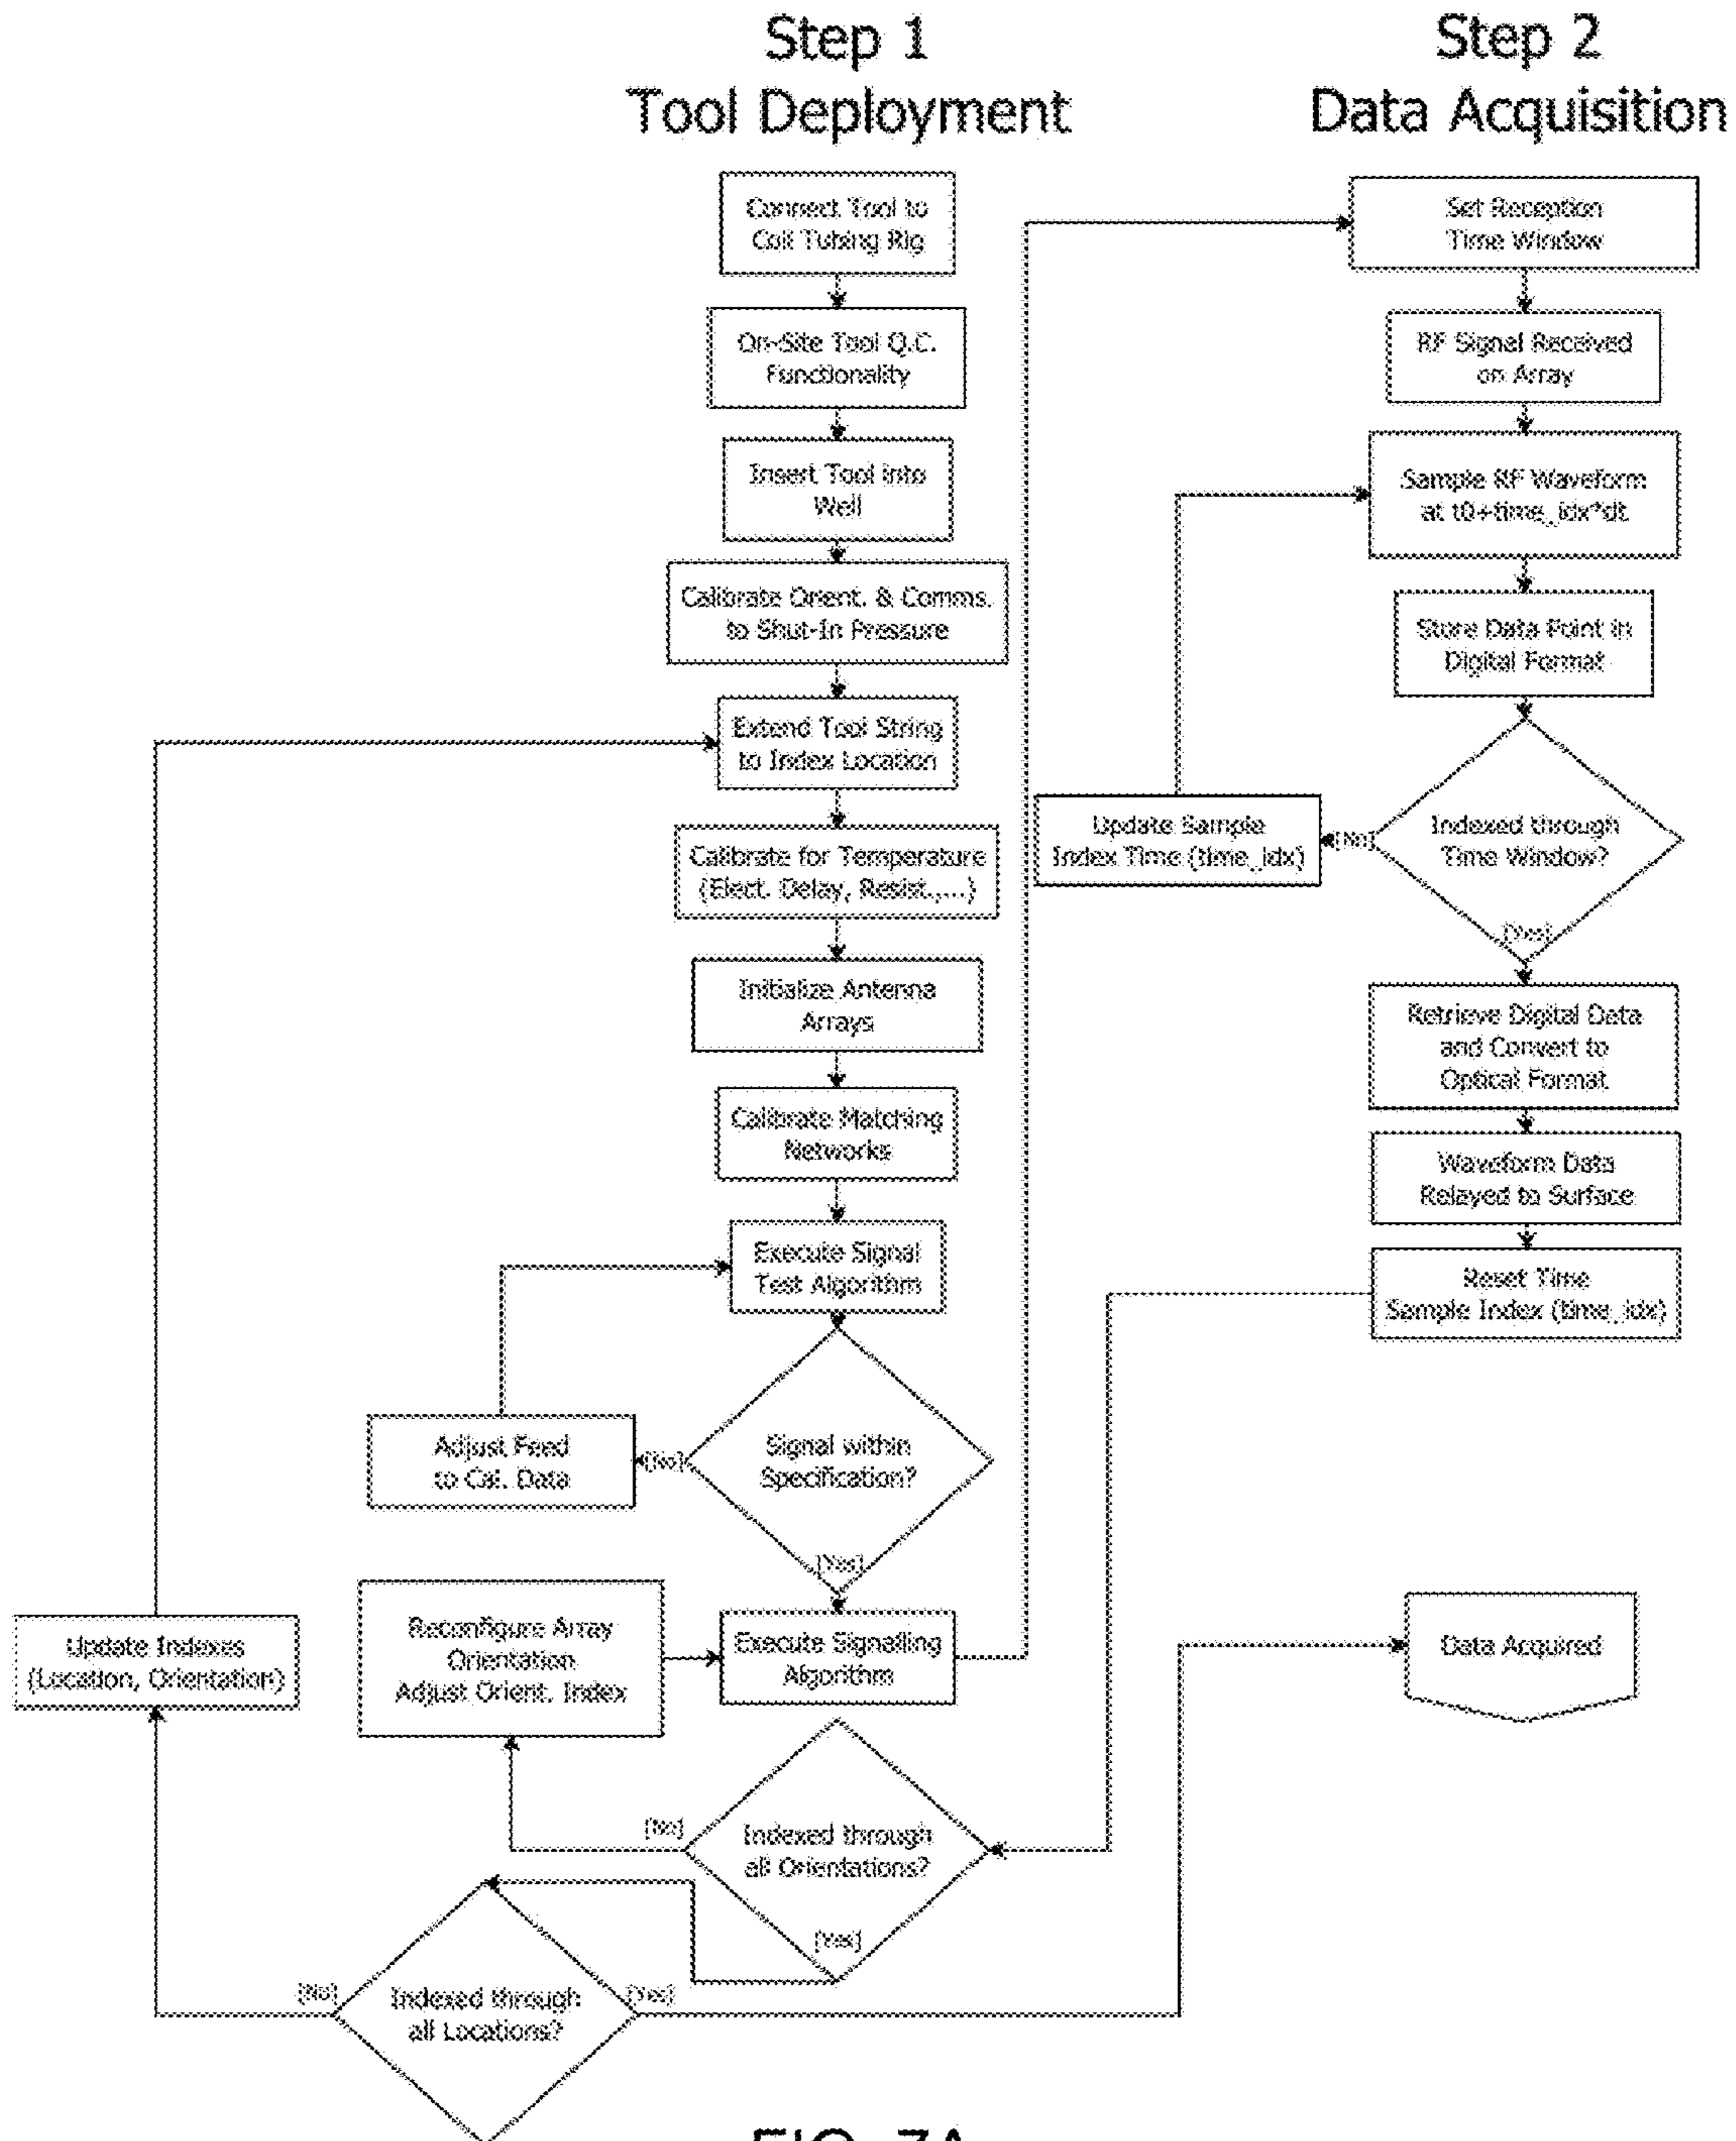 Step 1
Tool Deployment
Connect Tool to
Coil Tubing Rig
On-Site Tool Q.C.
Functionality
Insert Tool into
Well
Calibrate Orient. & Comms.
to Shut-In Pressure
Extend Tool String
to Index Location
Calibrate for Temperature
(Elect. Delay, Resist.,...)
Initialize Antenna
Arrays
Calibrate Matching
Networks
Execute Signal
Test Algorithm
Adjust Feed
to Cal. Data
[No]
Signal within
Specification?
[Yes]
Update Indexes
(Location, Orientation)
Reconfigure Array
Orientation
Adjust Orient. Index
Execute Signalling
Algorithm
[No]
Indexed through
all Orientations?
[Yes]
[No]
Indexed through
all Locations?
[Yes]
Step 2
Data Acquisition
Set Reception
Time Window
RF Signal Received
on Array
Sample RF Waveform
at t0+time_idx*dt
Store Data Point in
Digital Format
Update Sample
Index Time (time_idx)
[No]
Indexed through
Time Window?
[Yes]
Retrieve Digital Data
and Convert to
Optical Format
Waveform Data
Relayed to Surface
Reset Time
Sample Index (time_idx)
Data Acquired
FIG. 7A